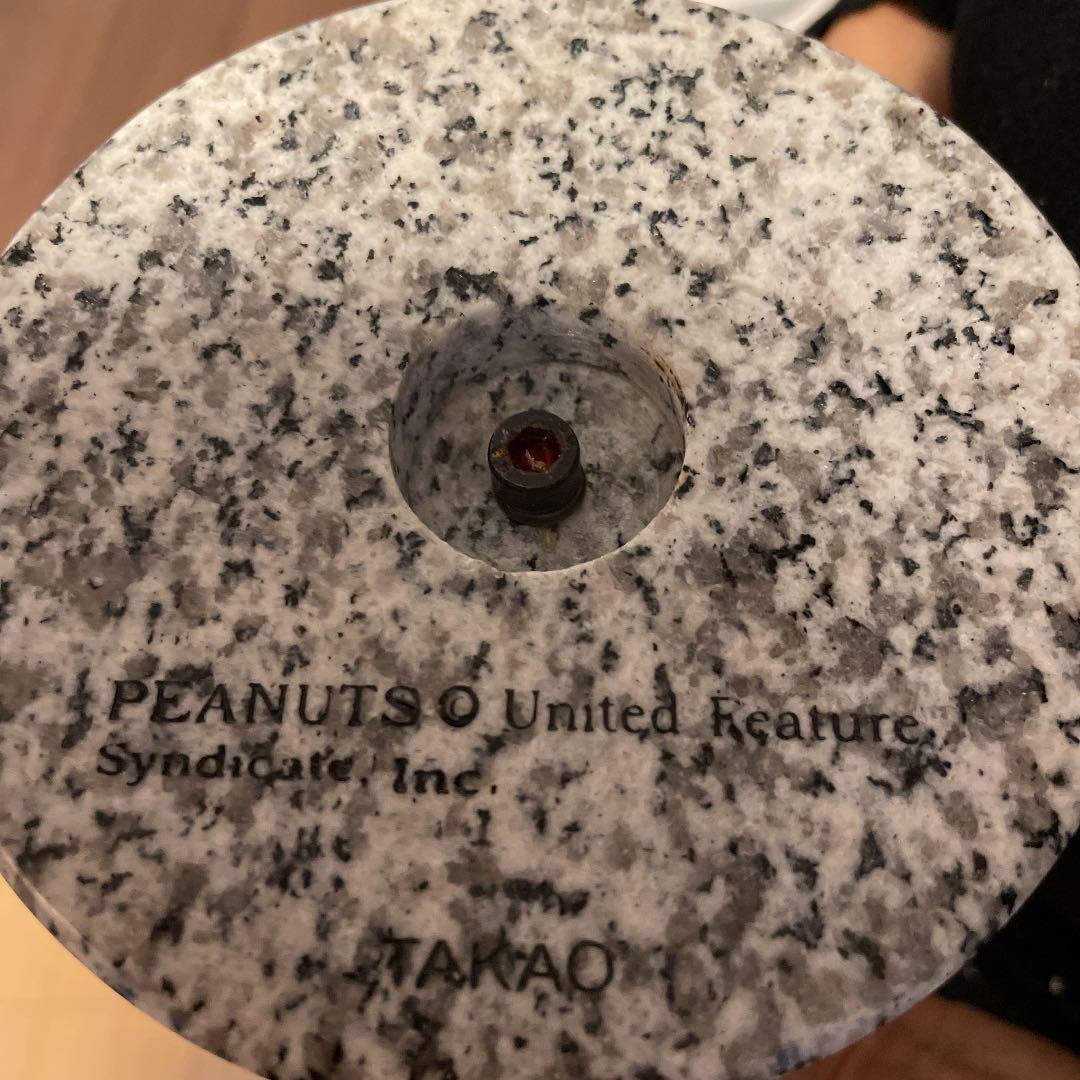 PEANUTS © United Feature
Syndicate, Inc.
TAKAO